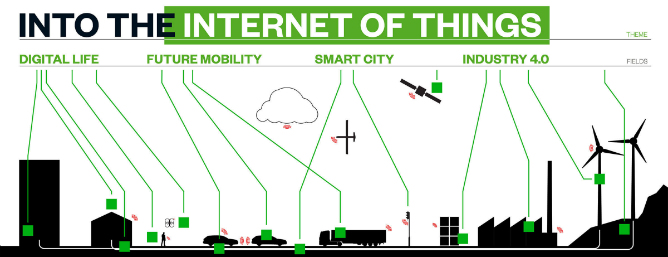 INTO THE INTERNET OF THINGS
THEME
DIGITAL LIFE FUTURE MOBILITY SMART CITY INDUSTRY 4.0
FIELDS